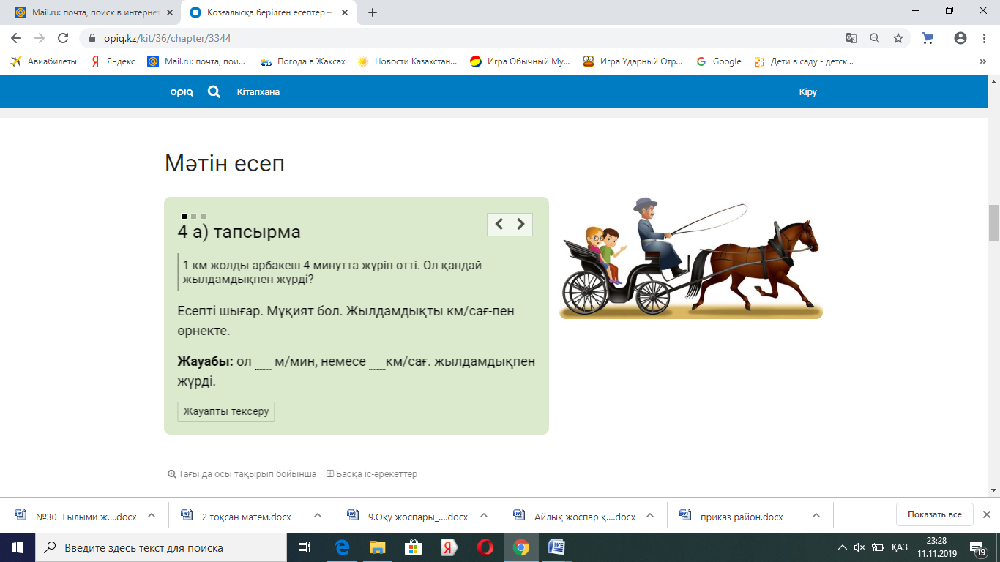 Mail.ru: почта, поиск в интернет
Қозғалысқа берілген есептер –
opiq.kz/kit/36/chapter/3344
Авиабилеты
Яндекс
Mail.ru: почта, пои...
Погода в Жаксах
Новости Казахстан...
Игра Обычный Му...
Игра Ударный Отр...
Google
Дети в саду - детск...
»
opiq
Кітапхана
Кіру
Мәтін есеп
4 а) тапсырма
1 км жолды арбакеш 4 минутта жүріп өтті. Ол қандай
жылдамдықпен жүрді?
Есепті шығар. Мұқият бол. Жылдамдықты км/сағ-пен
өрнекте.
Жауабы: ол __ м/мин, немесе __км/сағ. жылдамдықпен
жүрді.
Жауапты тексеру
Тағы да осы тақырып бойынша
Басқа іс-әрекеттер
№30 Ғылыми ж....docx
2 тоқсан матем.docx
9.Оқу жоспары_....docx
Айлық жоспар қ....docx
приказ район.docx
Показать все
Введите здесь текст для поиска
ҚАЗ
23:28
11.11.2019
19